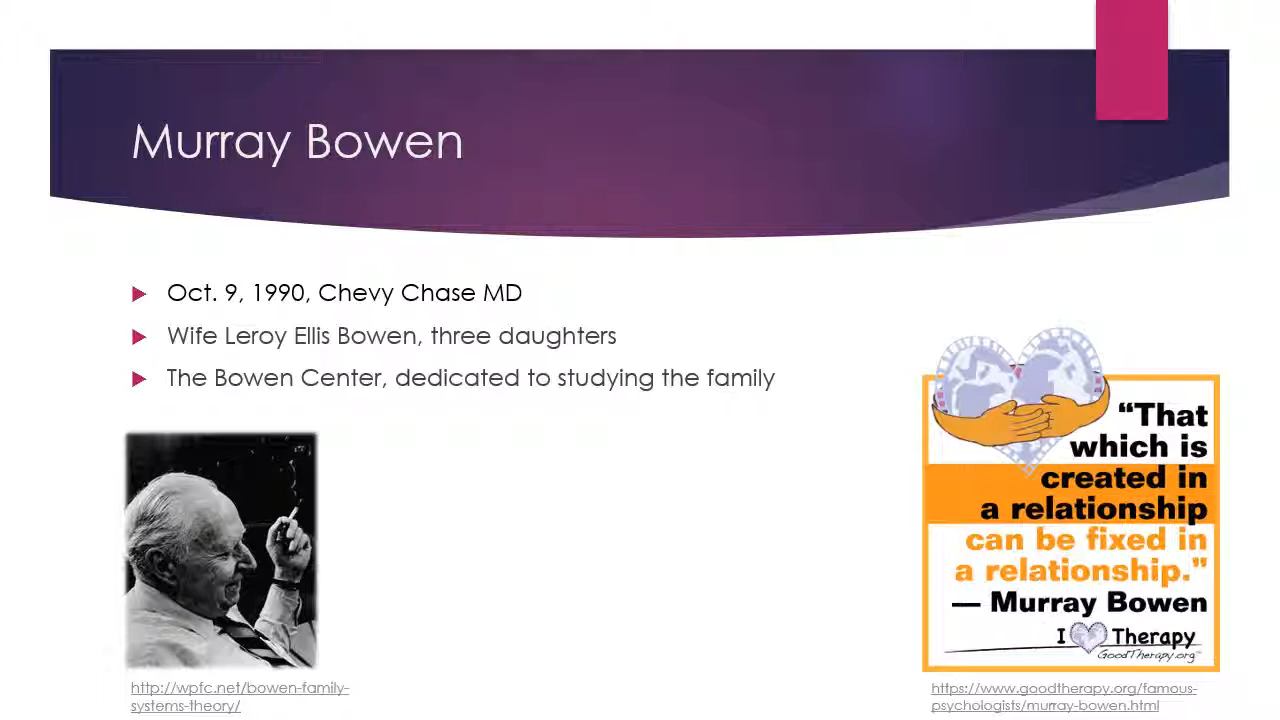 Murray Bowen
Oct. 9, 1990, Chevy Chase MD
Wife Leroy Ellis Bowen, three daughters
The Bowen Center, dedicated to studying the family
“That
which is
created in
a relationship
can be fixed in
a relationship.”
— Murray Bowen
I Therapy
GoodTherapy.org™
http://wpfc.net/bowen-family-
systems-theory/
https://www.goodtherapy.org/famous-
psychologists/murray-bowen.html